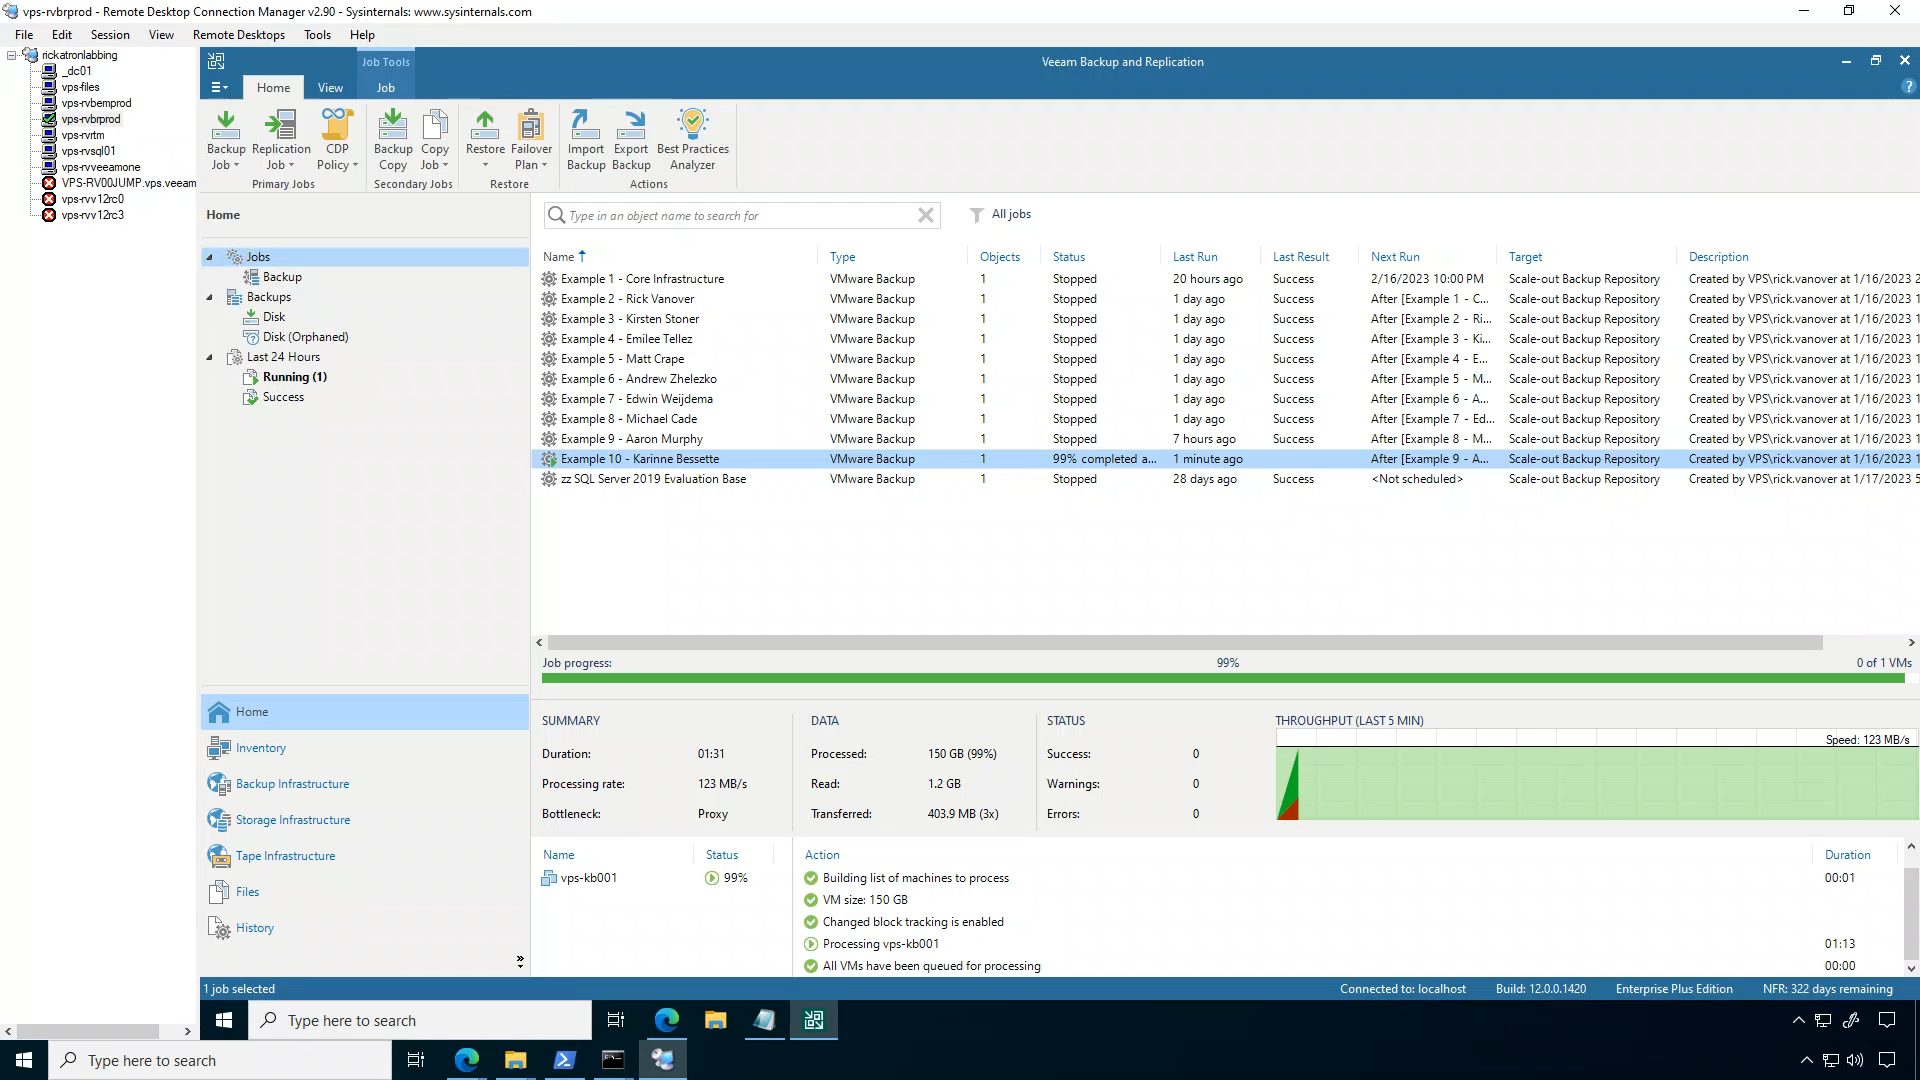 vps-rvbrprod - Remote Desktop Connection Manager v2.90 - Sysinternals: www.sysinternals.com
File Edit Session View Remote Desktops Tools Help
rickatronlabbing
_dc01
vps-files
vps-rvbemprod
vps-rvbrprod
vps-rvrtm
vps-rvsql01
vps-rvveeamone
VPS-RV00JUMP.vps.veeam
vps-rvv12rc0
vps-rvv12rc3
Job Tools
Veeam Backup and Replication
Home View Job
Backup Job
Replication Job
CDP Policy
Primary Jobs
Backup Copy
Copy Job
Secondary Jobs
Restore
Failover Plan
Restore
Import Backup
Export Backup
Best Practices Analyzer
Actions
Home
Jobs
Backup
Backups
Disk
Disk (Orphaned)
Last 24 Hours
Running (1)
Success
Home
Inventory
Backup Infrastructure
Storage Infrastructure
Tape Infrastructure
Files
History
Type in an object name to search for
All jobs
Name Type Objects Status Last Run Last Result Next Run Target Description
Example 1 - Core Infrastructure VMware Backup 1 Stopped 20 hours ago Success 2/16/2023 10:00 PM Scale-out Backup Repository Created by VPS\rick.vanover at 1/16/2023 2
Example 2 - Rick Vanover VMware Backup 1 Stopped 1 day ago Success After [Example 1 - C... Scale-out Backup Repository Created by VPS\rick.vanover at 1/16/2023 1
Example 3 - Kirsten Stoner VMware Backup 1 Stopped 1 day ago Success After [Example 2 - Ri... Scale-out Backup Repository Created by VPS\rick.vanover at 1/16/2023 1
Example 4 - Emilee Tellez VMware Backup 1 Stopped 1 day ago Success After [Example 3 - Ki... Scale-out Backup Repository Created by VPS\rick.vanover at 1/16/2023 1
Example 5 - Matt Crape VMware Backup 1 Stopped 1 day ago Success After [Example 4 - E... Scale-out Backup Repository Created by VPS\rick.vanover at 1/16/2023 1
Example 6 - Andrew Zhelezko VMware Backup 1 Stopped 1 day ago Success After [Example 5 - M... Scale-out Backup Repository Created by VPS\rick.vanover at 1/16/2023 1
Example 7 - Edwin Weijdema VMware Backup 1 Stopped 1 day ago Success After [Example 6 - A... Scale-out Backup Repository Created by VPS\rick.vanover at 1/16/2023 1
Example 8 - Michael Cade VMware Backup 1 Stopped 1 day ago Success After [Example 7 - Ed... Scale-out Backup Repository Created by VPS\rick.vanover at 1/16/2023 1
Example 9 - Aaron Murphy VMware Backup 1 Stopped 7 hours ago Success After [Example 8 - M... Scale-out Backup Repository Created by VPS\rick.vanover at 1/16/2023 1
Example 10 - Karinne Bessette VMware Backup 1 99% completed a... 1 minute ago After [Example 9 - A... Scale-out Backup Repository Created by VPS\rick.vanover at 1/16/2023 1
zz SQL Server 2019 Evaluation Base VMware Backup 1 Stopped 28 days ago Success <Not scheduled> Scale-out Backup Repository Created by VPS\rick.vanover at 1/17/2023 5
Job progress: 99% 0 of 1 VMs
SUMMARY DATA STATUS THROUGHPUT (LAST 5 MIN)
Speed: 123 MB/s
Duration: 01:31 Processed: 150 GB (99%) Success: 0
Processing rate: 123 MB/s Read: 1.2 GB Warnings: 0
Bottleneck: Proxy Transferred: 403.9 MB (3x) Errors: 0
Name Status Action Duration
vps-kb001 99% Building list of machines to process 00:01
VM size: 150 GB
Changed block tracking is enabled
Processing vps-kb001 01:13
All VMs have been queued for processing 00:00
1 job selected Connected to: localhost Build: 12.0.0.1420 Enterprise Plus Edition NFR: 322 days remaining
Type here to search
Type here to search